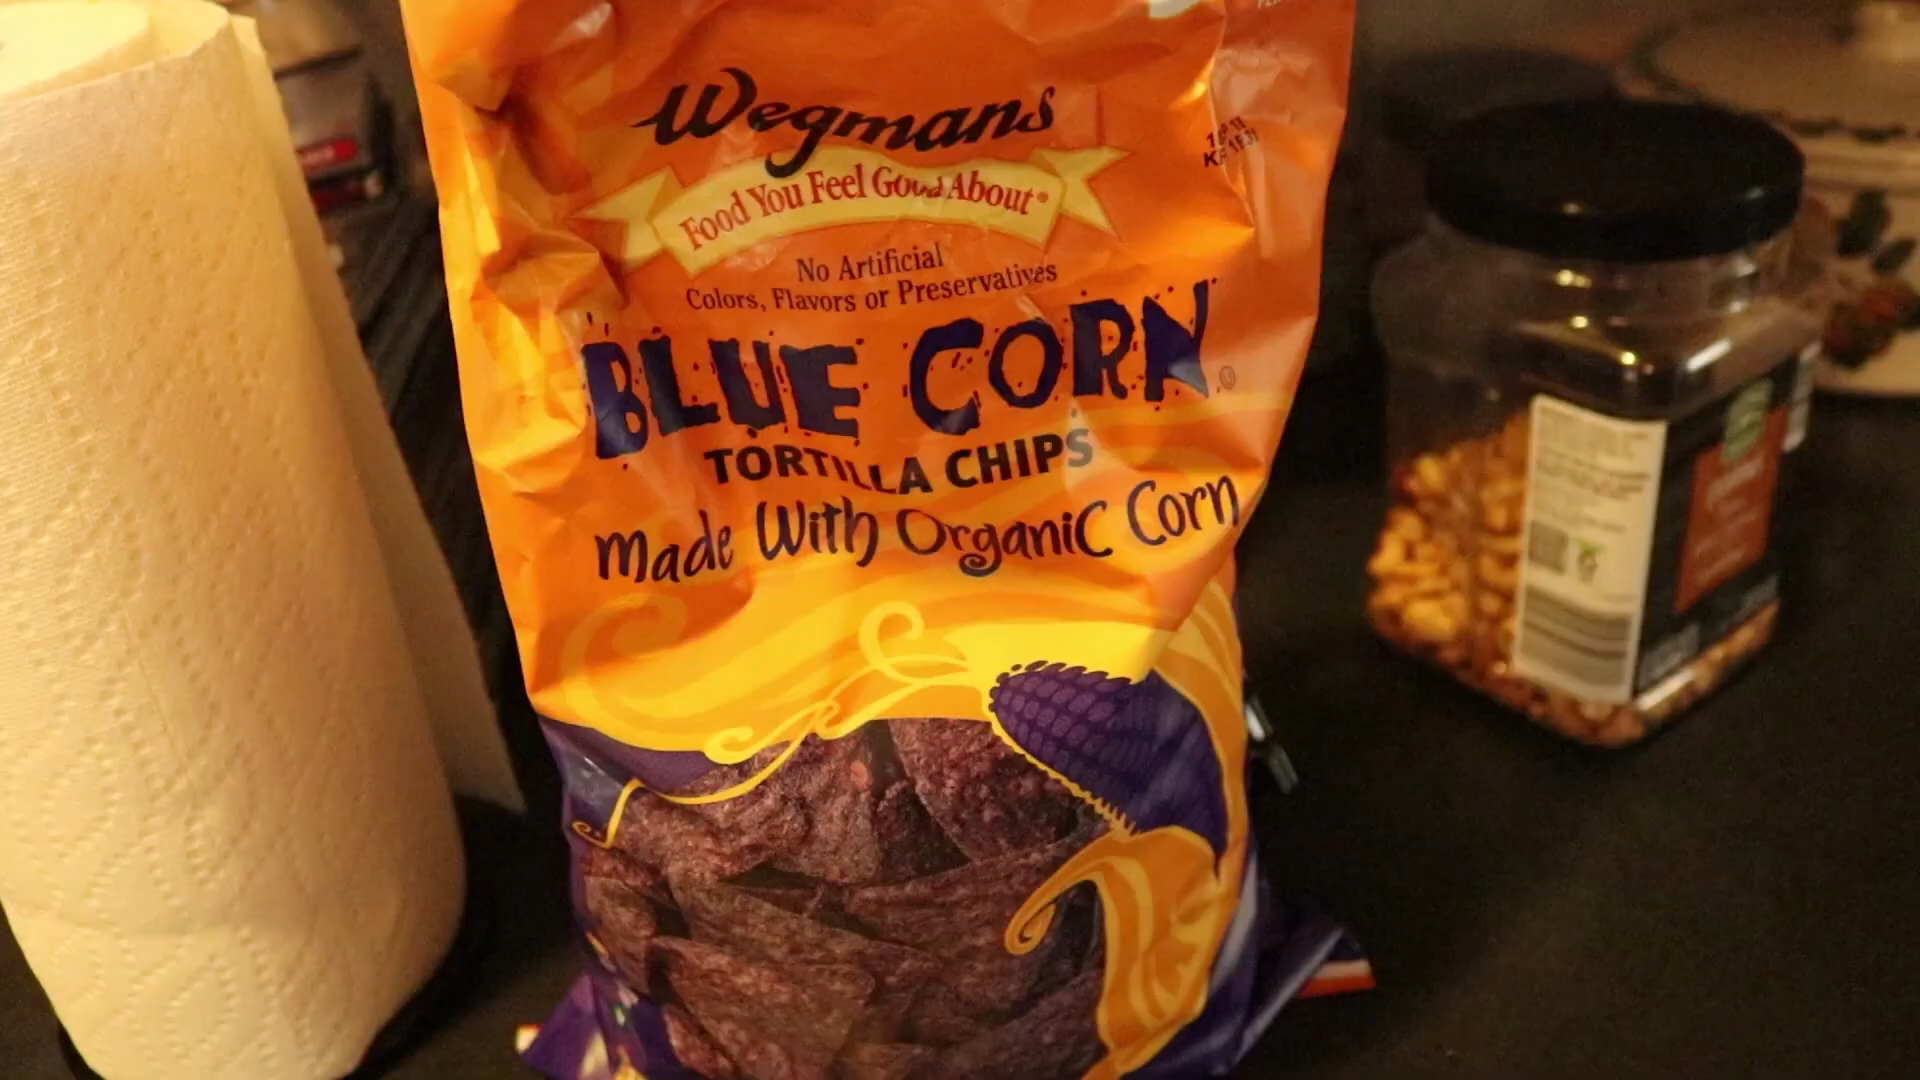 Wegmans
Food You Feel Good About®
No Artificial
Colors, Flavors or Preservatives
BLUE CORN®
TORTILLA CHIPS
Made With Organic Corn